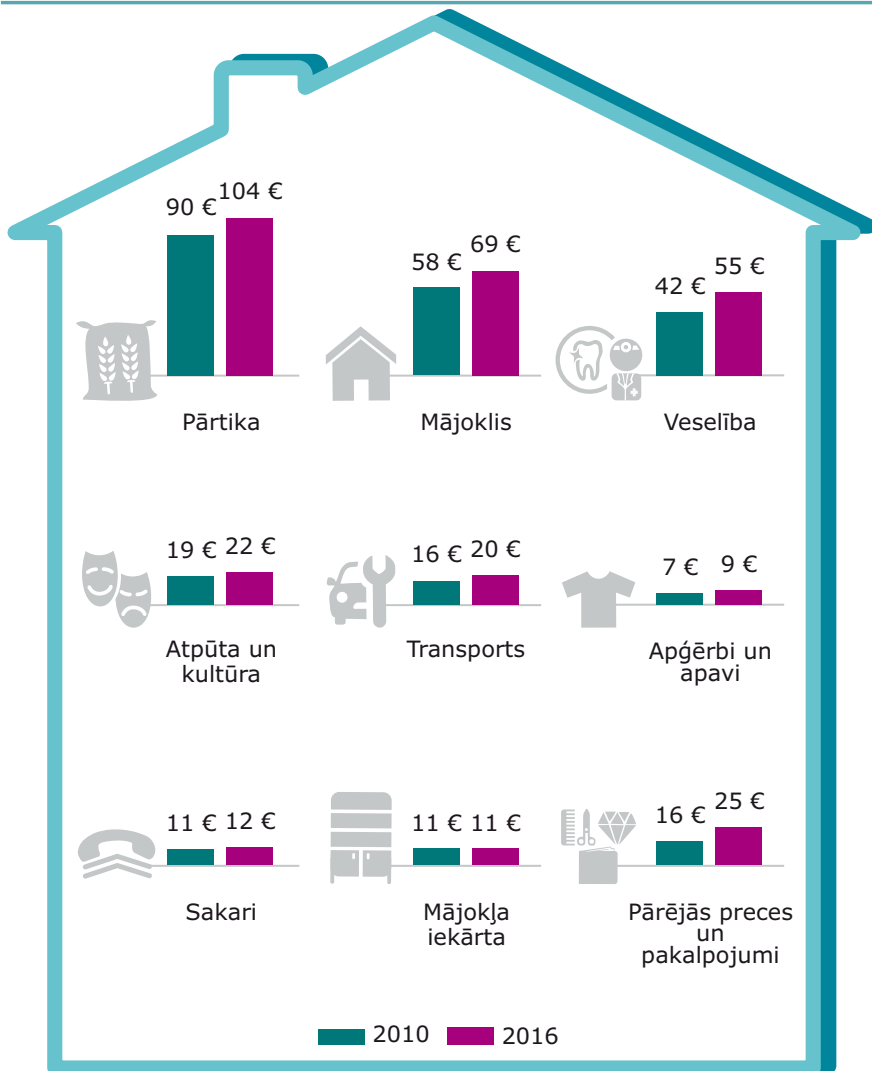 90 € 104 €
58 € 69 €
42 € 55 €
Pārtika
Mājoklis
Veselība
19 € 22 €
16 € 20 €
7 € 9 €
Atpūta un
kultūra
Transports
Apģērbi un
apavi
11 € 12 €
11 € 11 €
16 € 25 €
Sakari
Mājokļa
iekārta
Pārējās preces
un
pakalpojumi
2010 2016